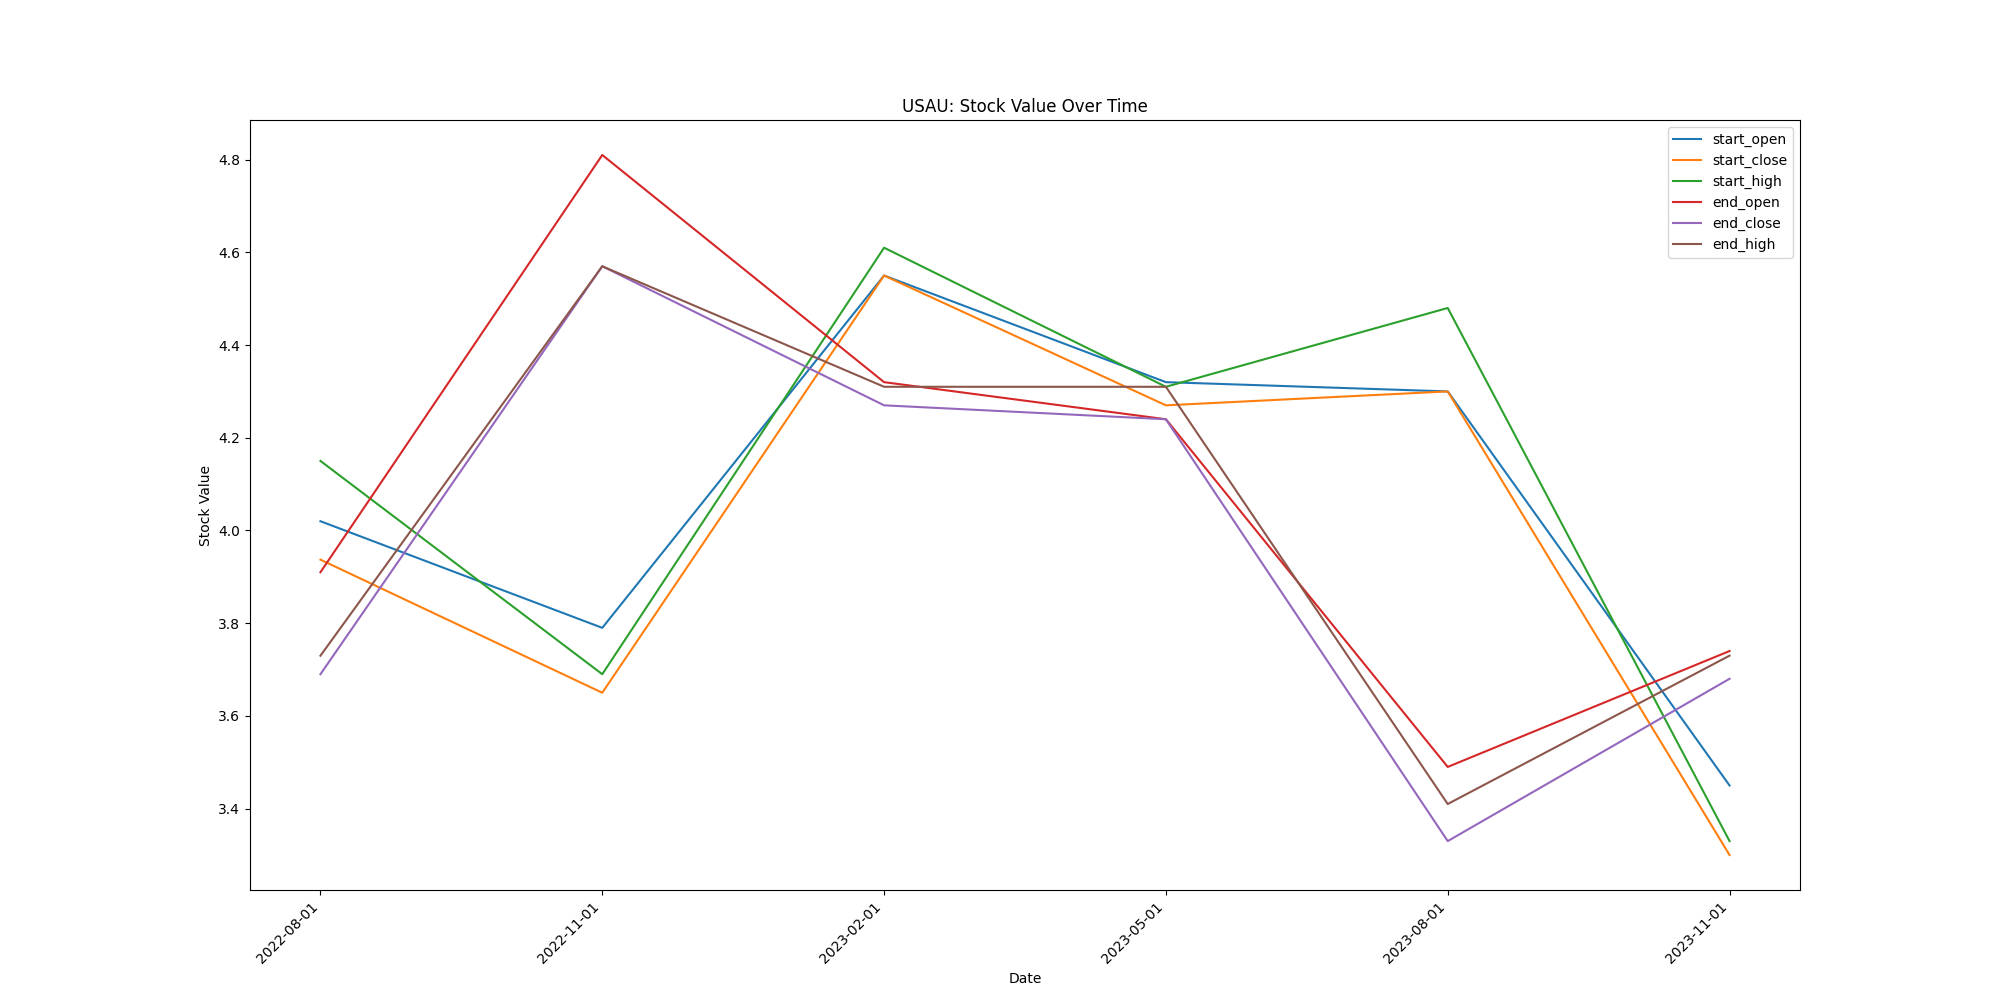 USAU: Stock Value Over Time
start_open
start_close
start_high
end_open
end_close
end_high
4.8
4.6
4.4
4.2
4.0
3.8
3.6
3.4
Stock Value
2022-08-01
2022-11-01
2023-02-01
2023-05-01
2023-08-01
2023-11-01
Date